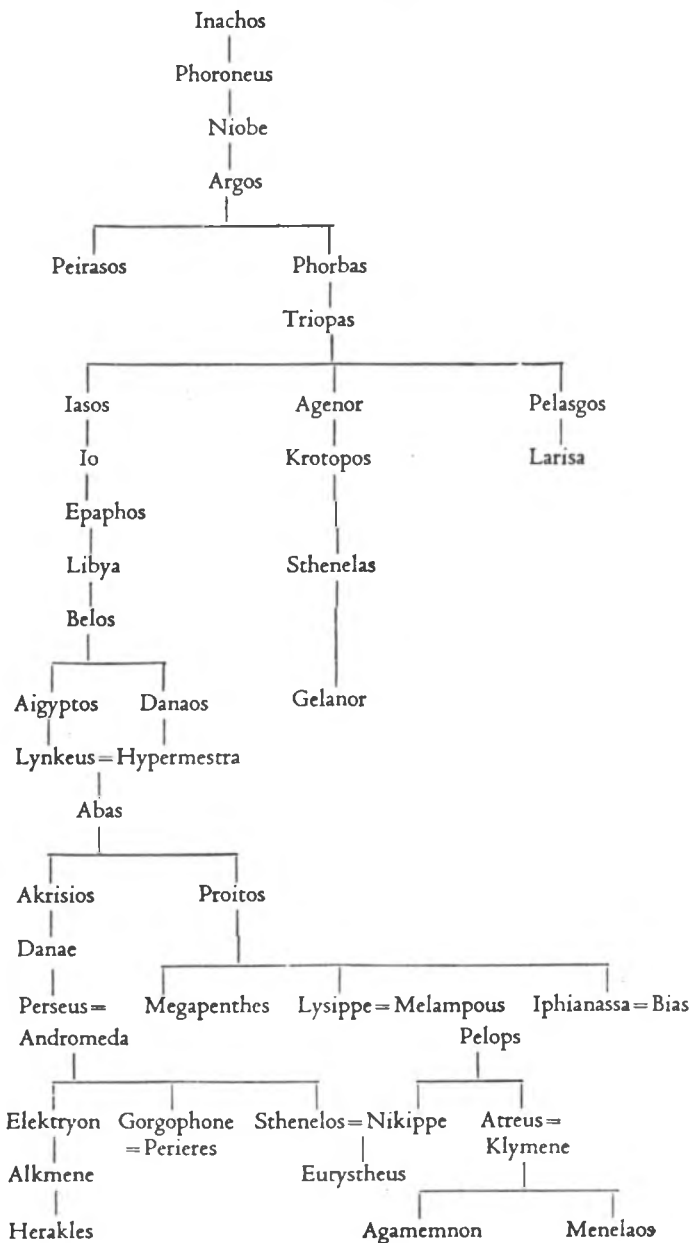 Inachos
Phoroneus
Niobe
Argos
Peirasos Phorbas
Triopas
Iasos Agenor Pelasgos
Io Krotopos Larisa
Epaphos
Libya Sthenelas
Belos
Aigyptos Danaos Gelanor
Lynkeus=Hypermestra
Abas
Akrisios Proitos
Danae
Perseus= Megapenthes Lysippe=Melampous Iphianassa=Bias
Andromeda Pelops
Elektryon Gorgophone Sthenelos=Nikippe Atreus=
=Perieres Klymene
Alkmene Eurystheus
Herakles Agamemnon Menelaos